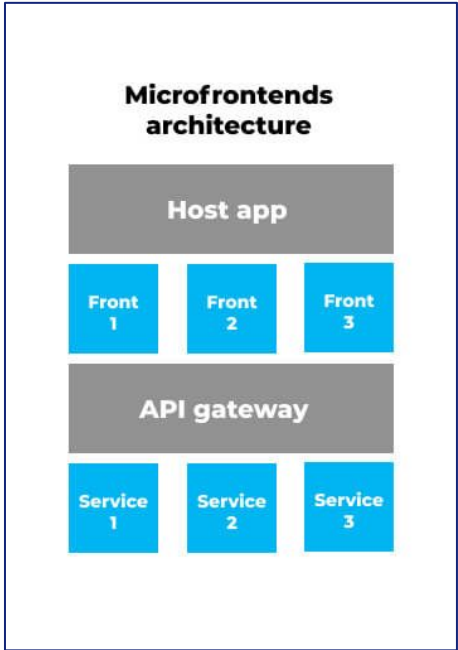 Microfrontends
architecture
Host app
Front
1
Front
2
Front
3
API gateway
Service
1
Service
2
Service
3